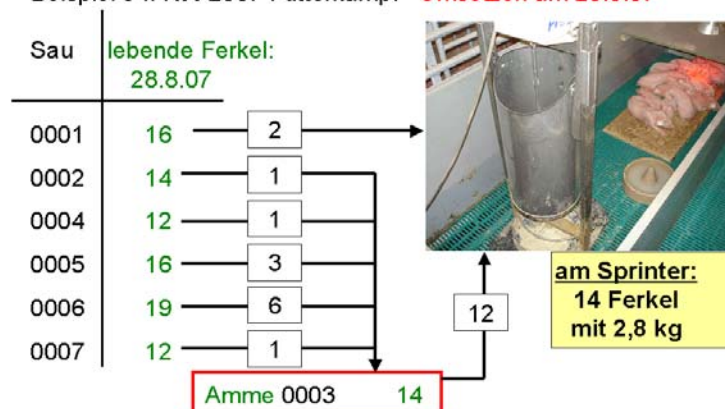 Sau lebende Ferkel:
28.8.07
0001 16 2
0002 14 1
0004 12 1
0005 16 3
0006 19 6
0007 12 1
12
Amme 0003 14
am Sprinter:
14 Ferkel
mit 2,8 kg